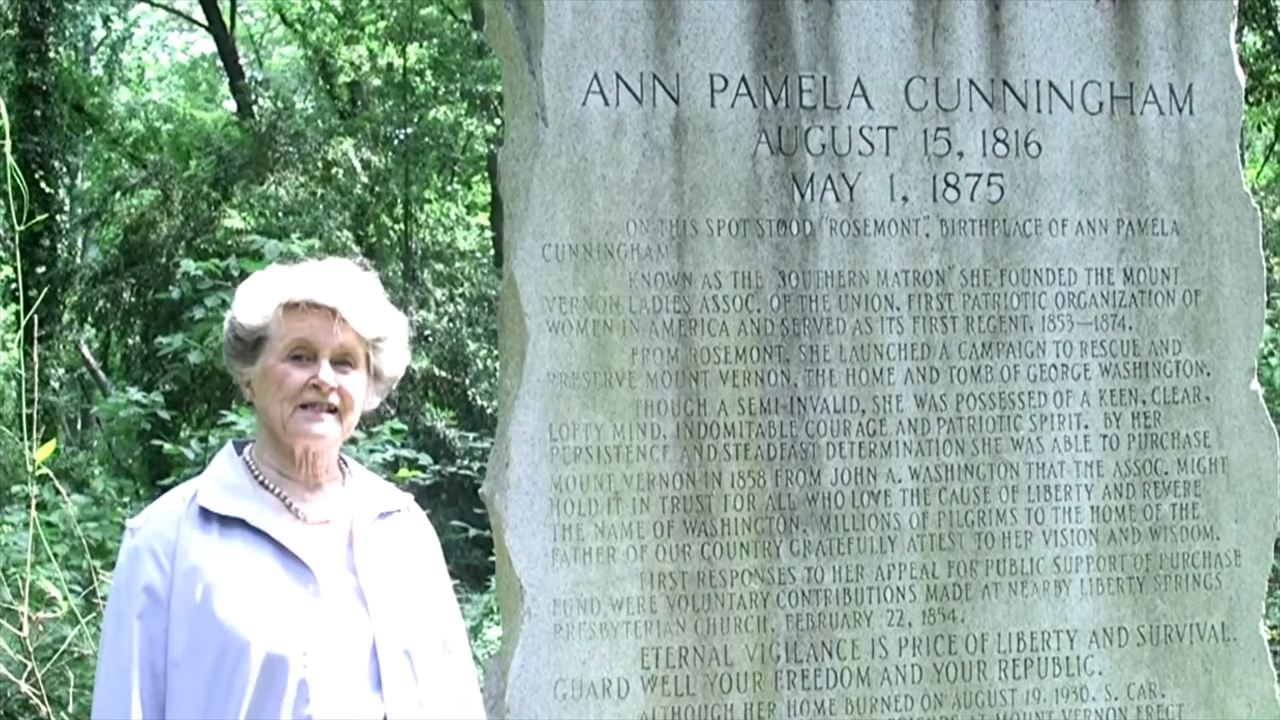 ANN PAMELA CUNNINGHAM
AUGUST 15, 1816
MAY 1, 1875
ON THIS SPOT STOOD "ROSEMONT", BIRTHPLACE OF ANN PAMELA
CUNNINGHAM
KNOWN AS THE "SOUTHERN MATRON" SHE FOUNDED THE MOUNT
VERNON LADIES ASSOC. OF THE UNION, FIRST PATRIOTIC ORGANIZATION OF
WOMEN IN AMERICA AND SERVED AS ITS FIRST REGENT, 1853—1874.
FROM ROSEMONT, SHE LAUNCHED A CAMPAIGN TO RESCUE AND
PRESERVE MOUNT VERNON, THE HOME AND TOMB OF GEORGE WASHINGTON.
THOUGH A SEMI-INVALID, SHE WAS POSSESSED OF A KEEN, CLEAR,
LOFTY MIND, INDOMITABLE COURAGE AND PATRIOTIC SPIRIT. BY HER
PERSISTENCE AND STEADFAST DETERMINATION SHE WAS ABLE TO PURCHASE
MOUNT VERNON IN 1858 FROM JOHN A. WASHINGTON THAT THE ASSOC. MIGHT
HOLD IT IN TRUST FOR ALL WHO LOVE THE CAUSE OF LIBERTY AND REVERE
THE NAME OF WASHINGTON. MILLIONS OF PILGRIMS TO THE HOME OF THE
FATHER OF OUR COUNTRY GRATEFULLY ATTEST TO HER VISION AND WISDOM.
FIRST RESPONSES TO HER APPEAL FOR PUBLIC SUPPORT OF PURCHASE
FUND WERE VOLUNTARY CONTRIBUTIONS MADE AT NEARBY LIBERTY SPRINGS
PRESBYTERIAN CHURCH, FEBRUARY 22, 1854.
ETERNAL VIGILANCE IS PRICE OF LIBERTY AND SURVIVAL.
GUARD WELL YOUR FREEDOM AND YOUR REPUBLIC.
ALTHOUGH HER HOME BURNED ON AUGUST 19, 1930, S. CAR.
FRIENDS AT MOUNT VERNON ERECT